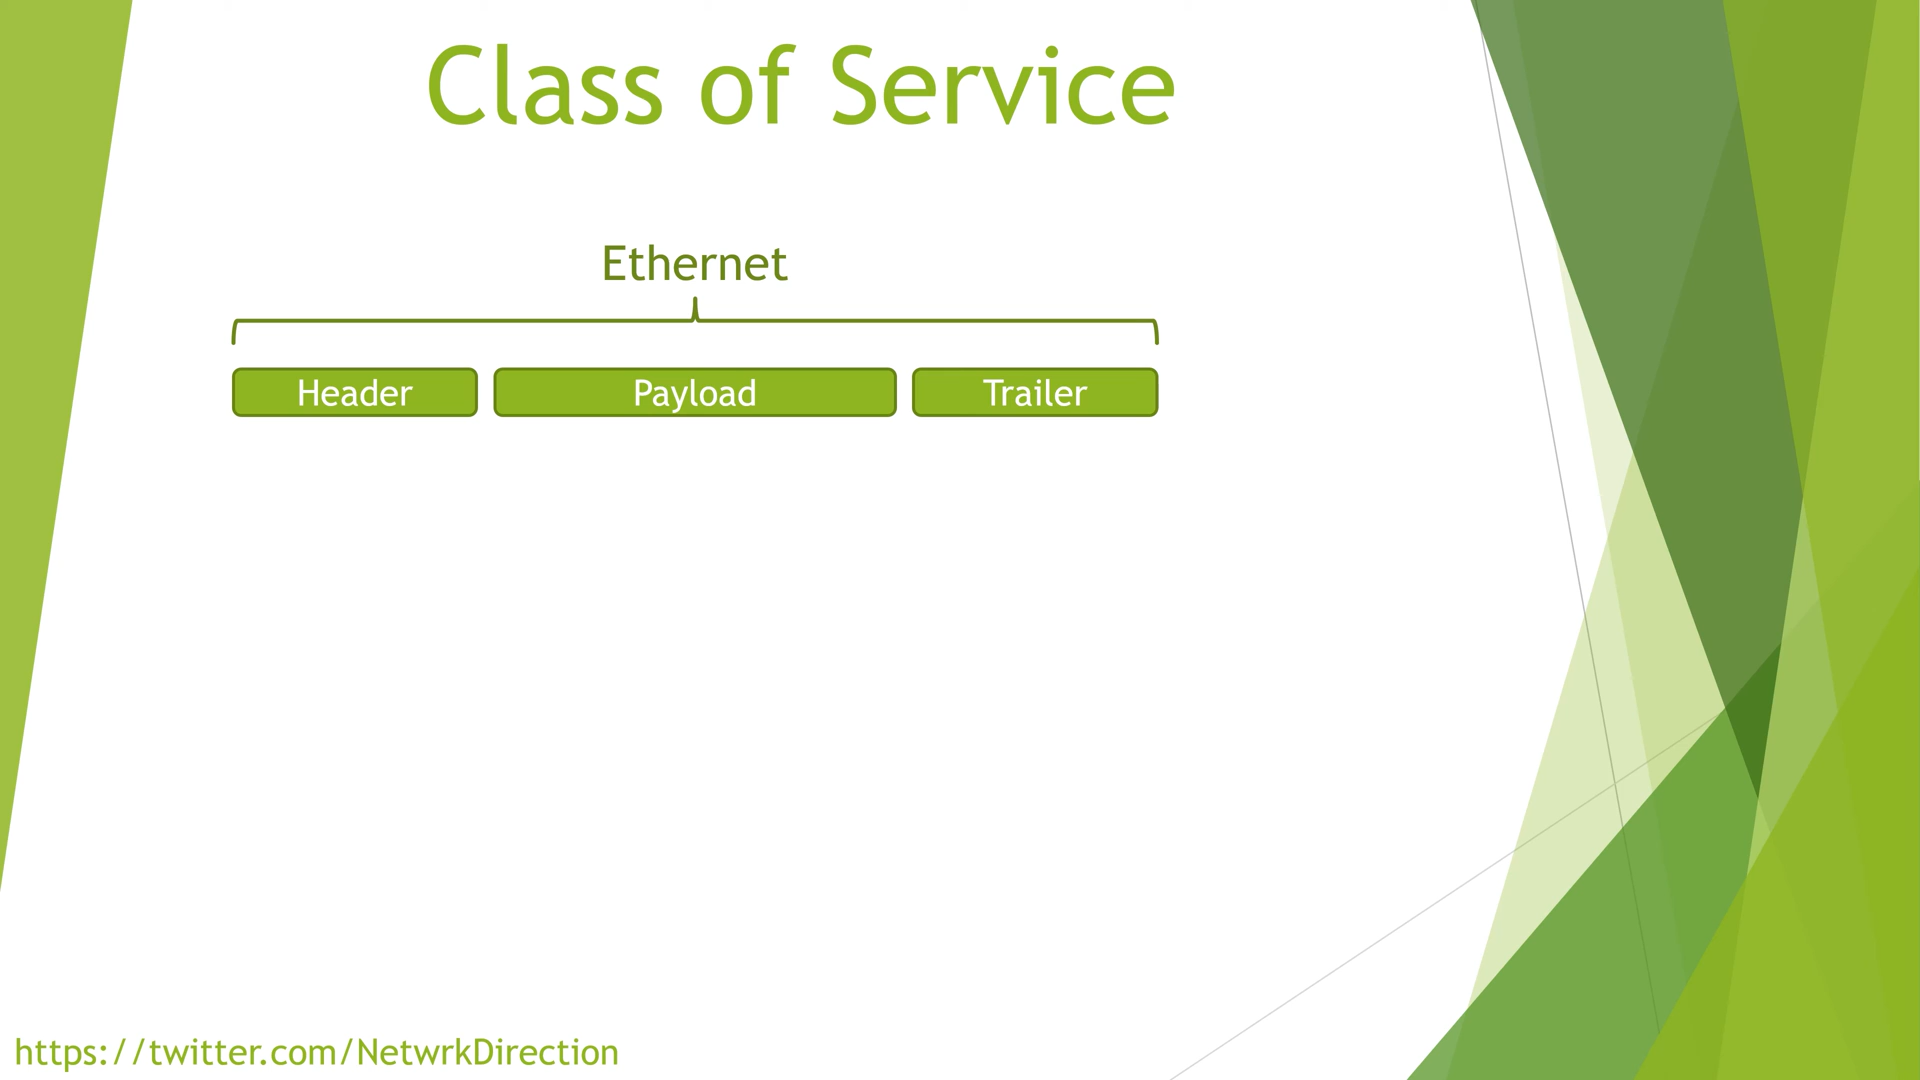 Class of Service
Ethernet
Header Payload Trailer
https://twitter.com/NetwrkDirection